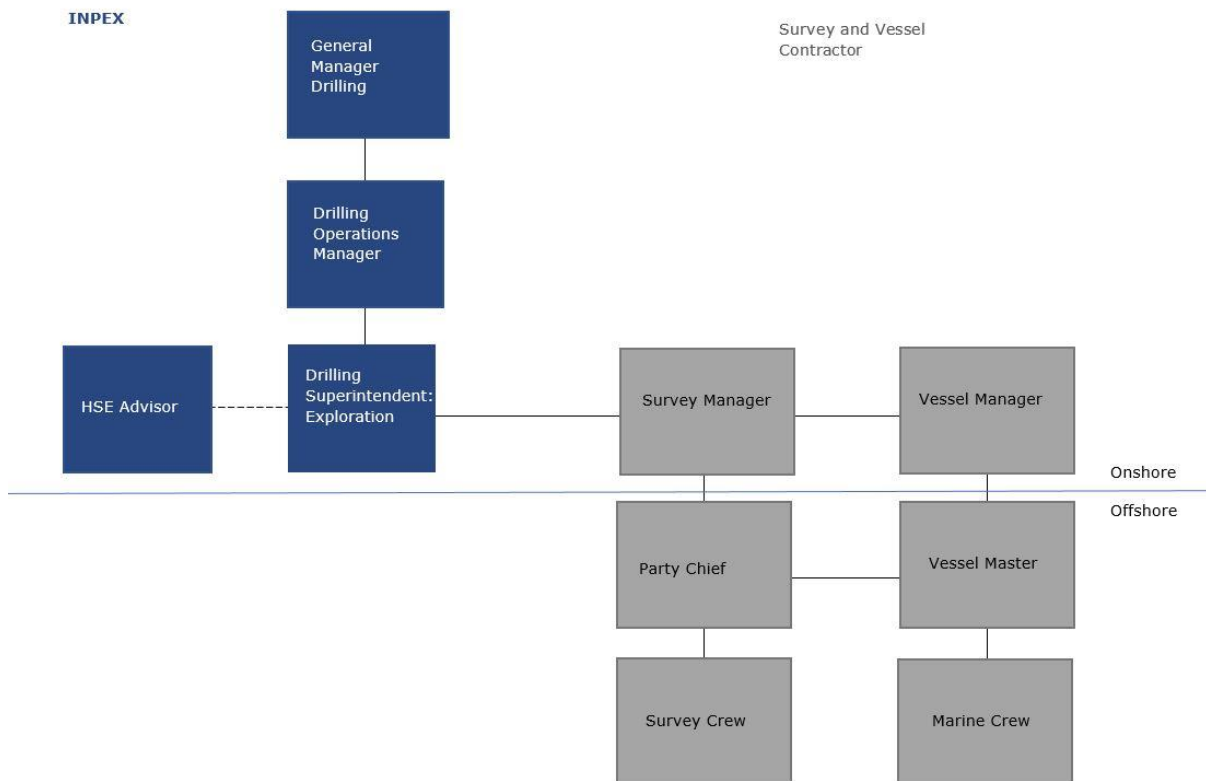 INPEX
Survey and Vessel
Contractor
General
Manager
Drilling
Drilling
Operations
Manager
HSE Advisor
Drilling
Superintendent:
Exploration
Survey Manager
Vessel Manager
Onshore
Offshore
Party Chief
Vessel Master
Survey Crew
Marine Crew